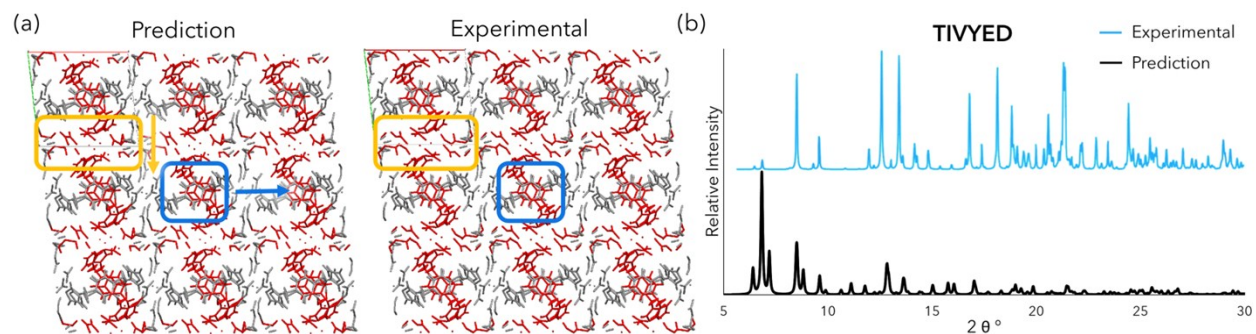 (a)
Prediction
Experimental
(b)
TIVYED
Experimental
Prediction
Relative Intensity
5
10
15
20
25
30
2 θ °